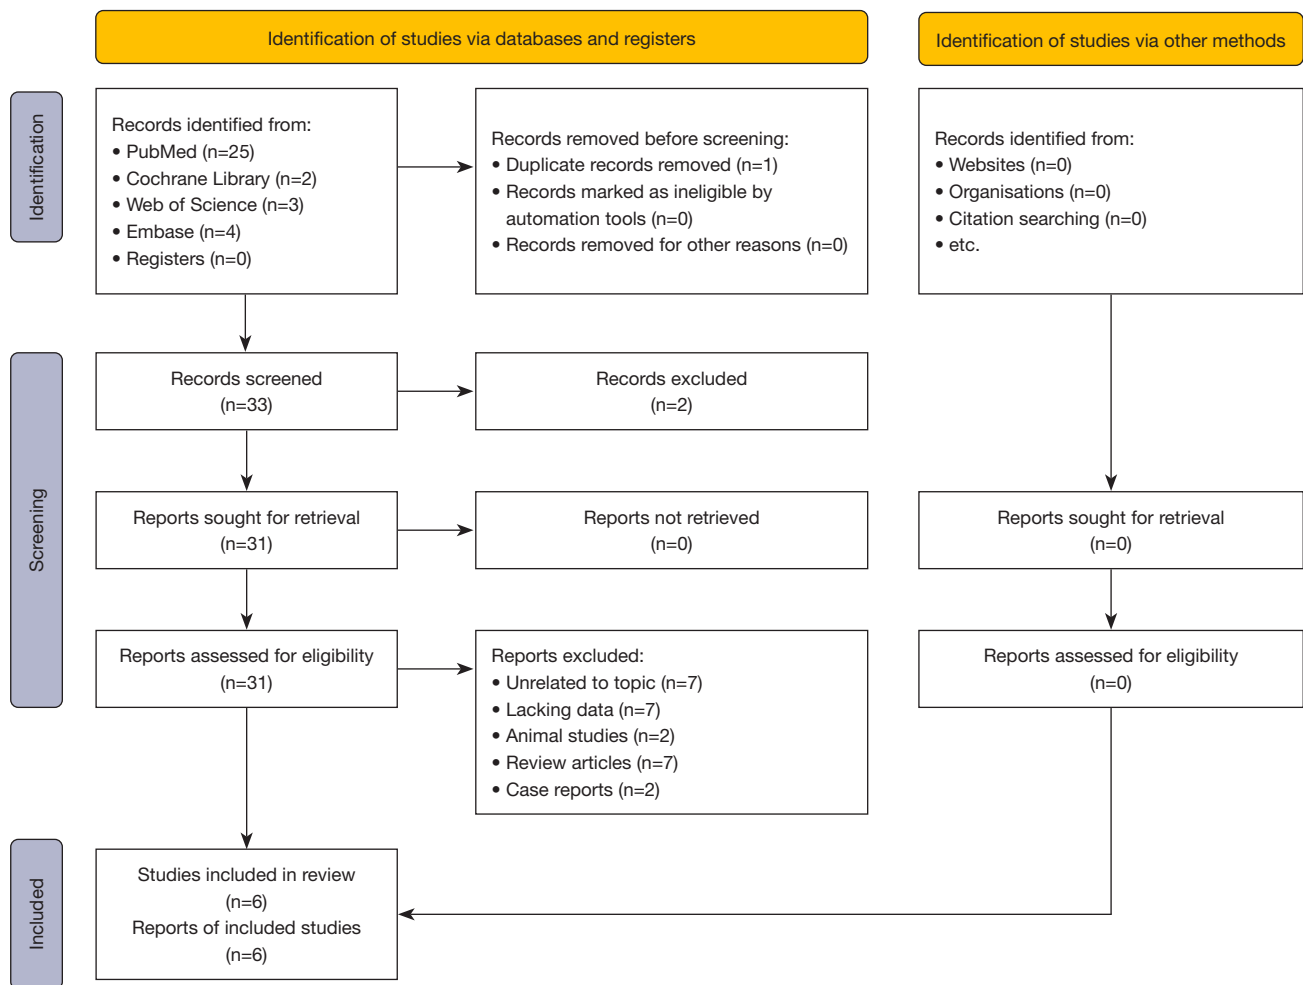 Identification of studies via databases and registers
Identification of studies via other methods
Identification
Records identified from:
• PubMed (n=25)
• Cochrane Library (n=2)
• Web of Science (n=3)
• Embase (n=4)
• Registers (n=0)
Records removed before screening:
• Duplicate records removed (n=1)
• Records marked as ineligible by
automation tools (n=0)
• Records removed for other reasons (n=0)
Records identified from:
• Websites (n=0)
• Organisations (n=0)
• Citation searching (n=0)
• etc.
Screening
Records screened
(n=33)
Records excluded
(n=2)
Reports sought for retrieval
(n=31)
Reports not retrieved
(n=0)
Reports sought for retrieval
(n=0)
Reports assessed for eligibility
(n=31)
Reports excluded:
• Unrelated to topic (n=7)
• Lacking data (n=7)
• Animal studies (n=2)
• Review articles (n=7)
• Case reports (n=2)
Reports assessed for eligibility
(n=0)
Included
Studies included in review
(n=6)
Reports of included studies
(n=6)